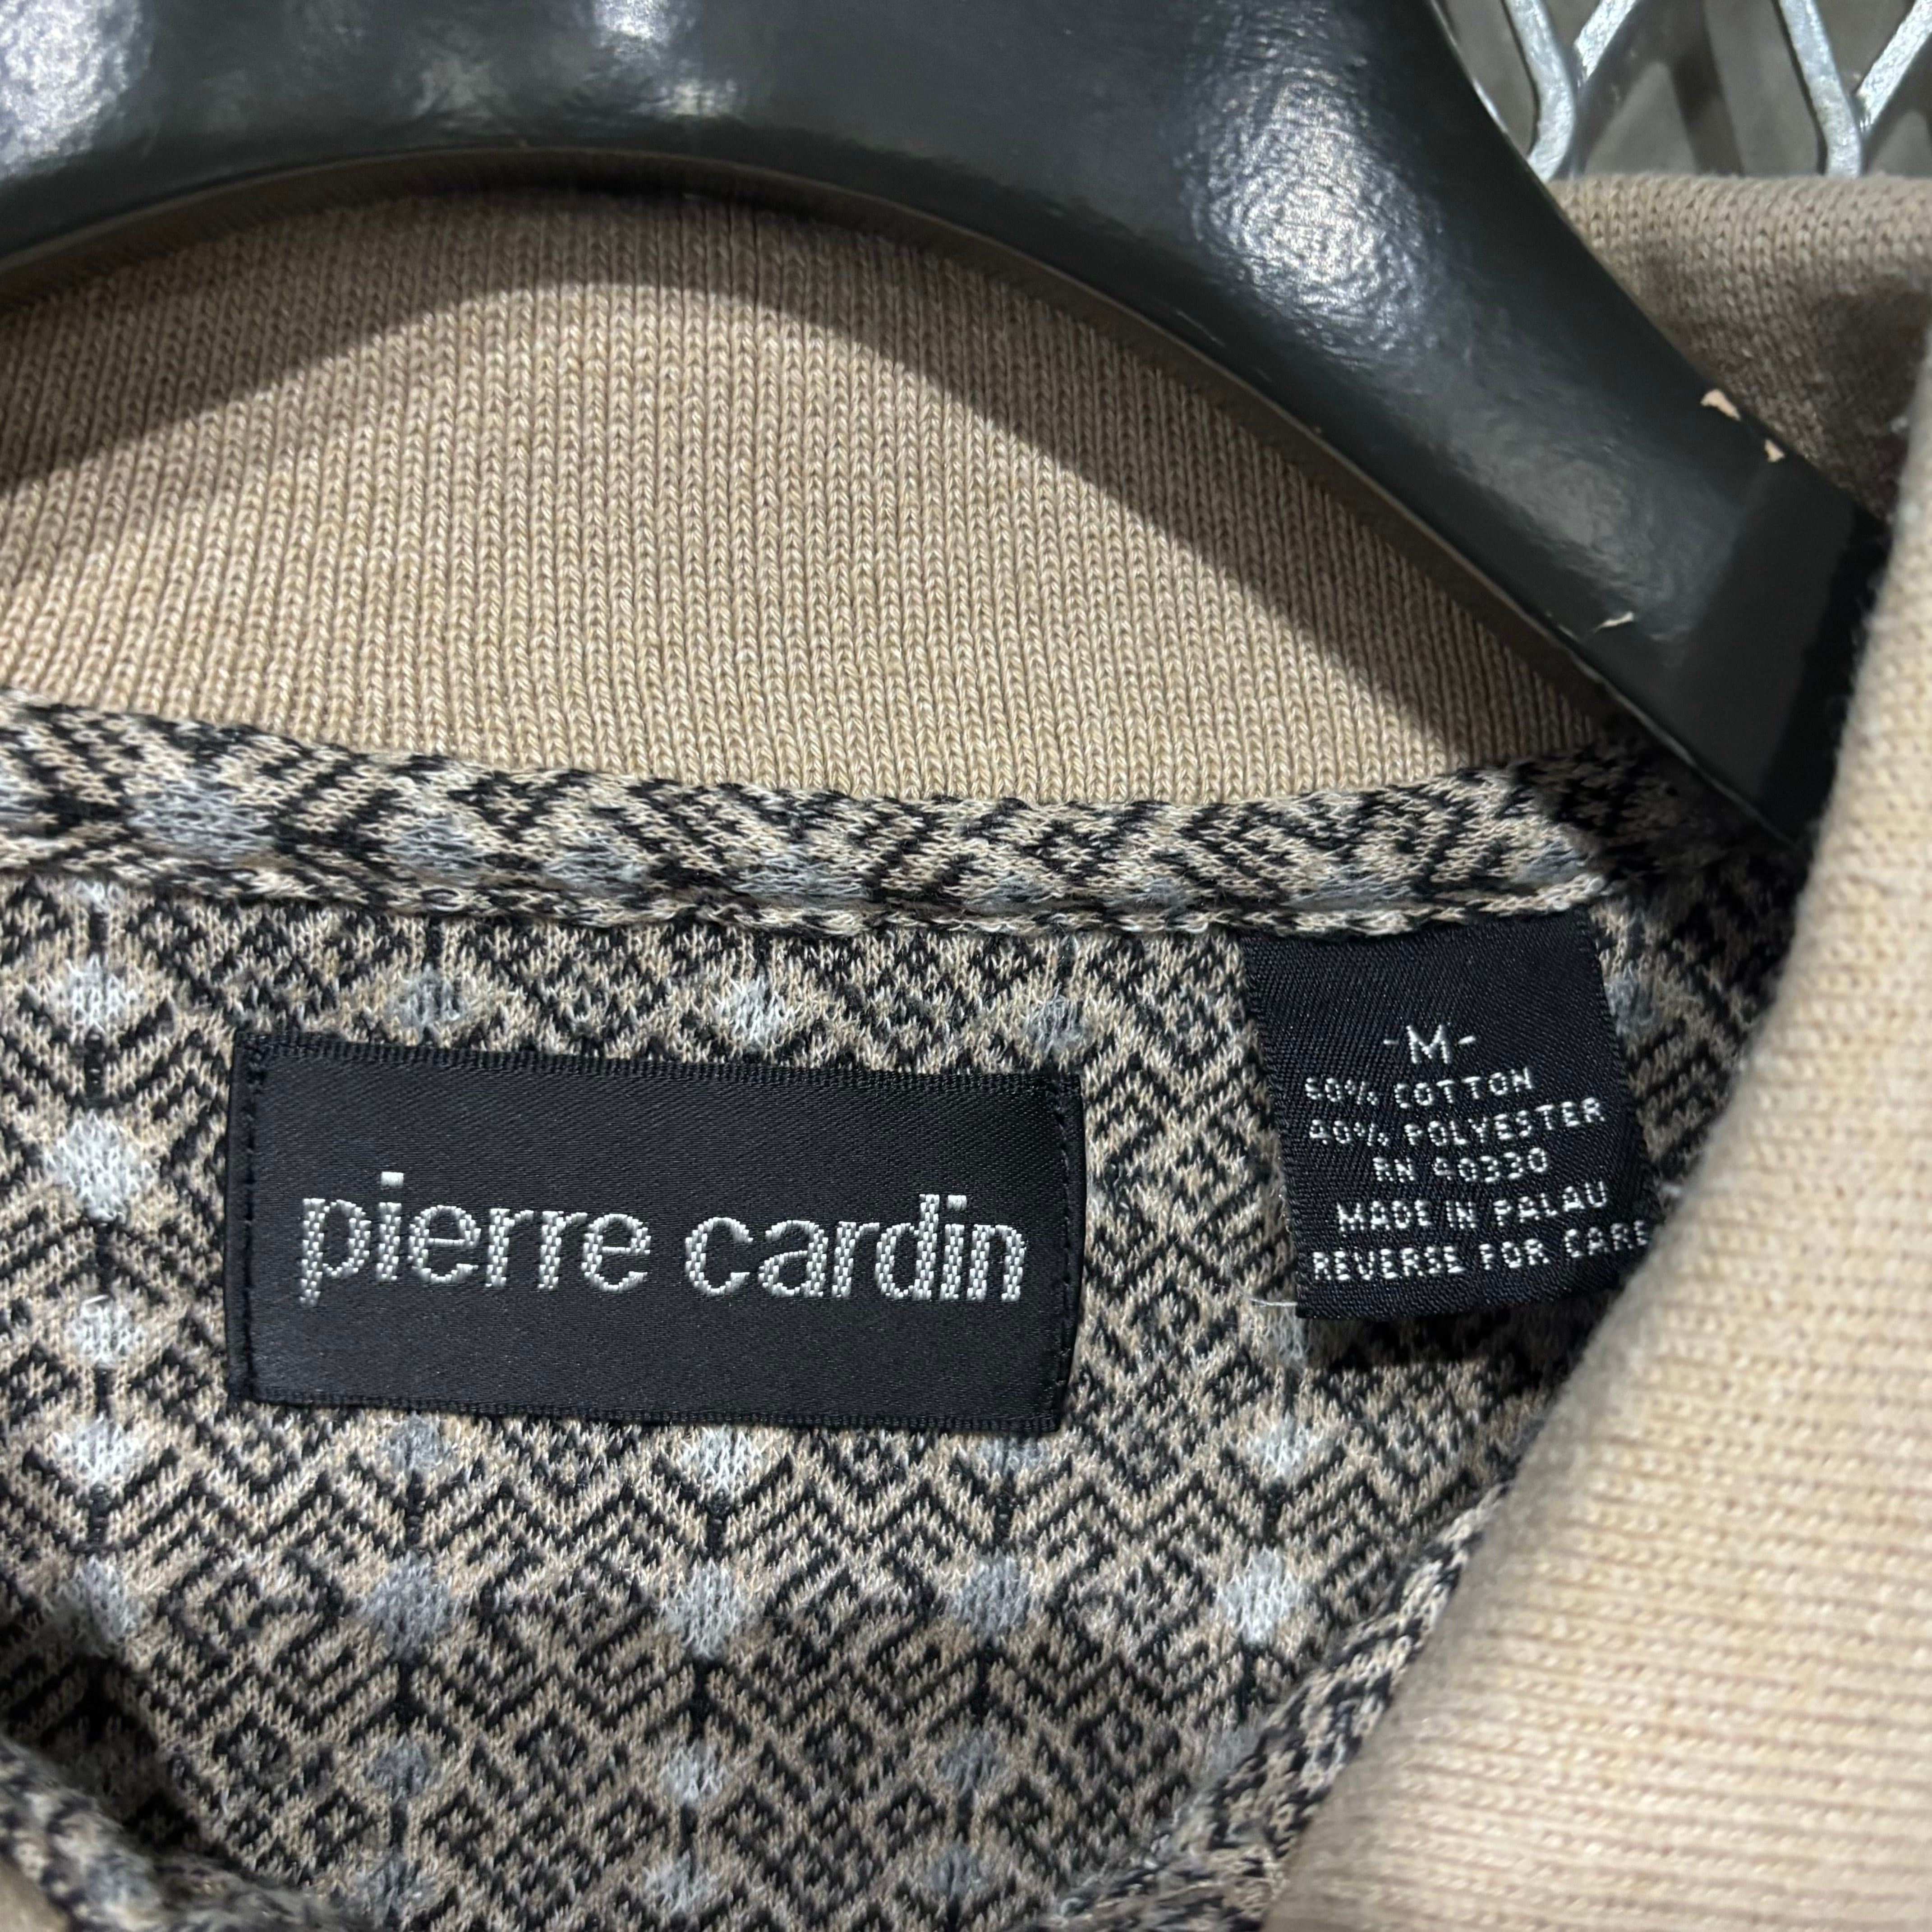 pierre cardin
-M-
60% COTTON
40% POLYESTER
RN 40330
MADE IN PALAU
REVERSE FOR CARE